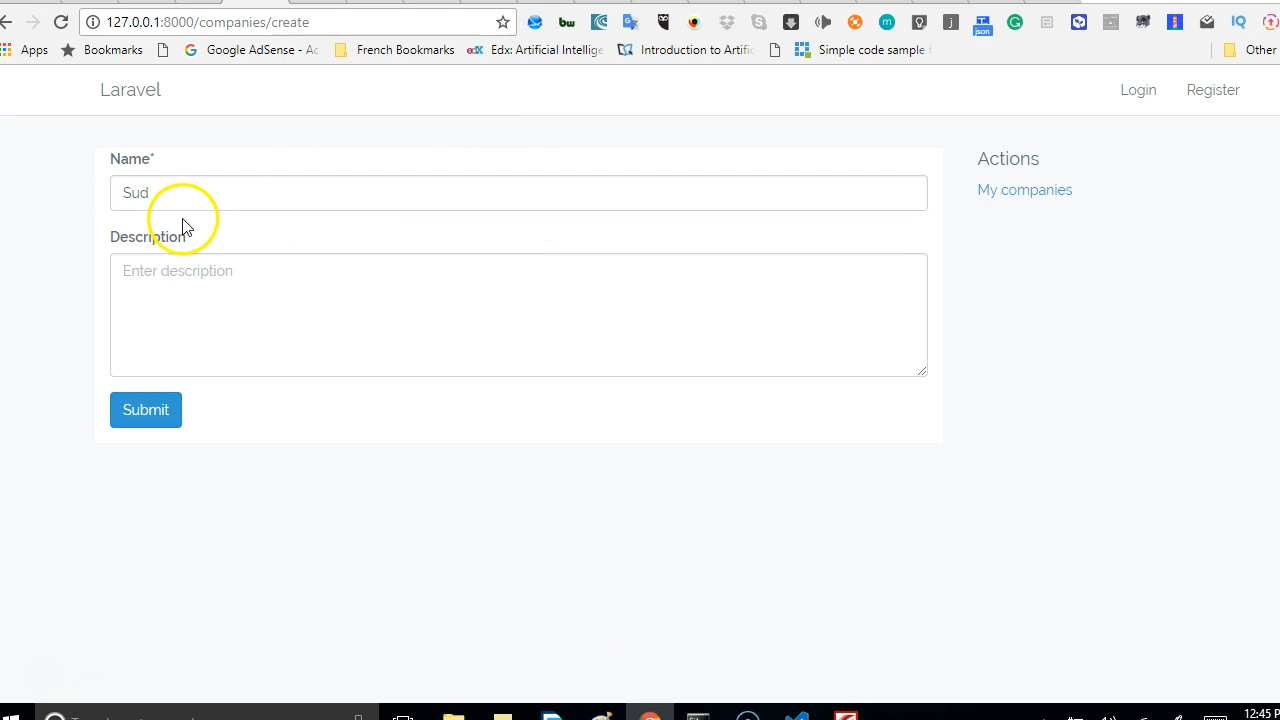 127.0.0.1:8000/companies/create
Apps Bookmarks Google AdSense - Ac French Bookmarks edX Edx: Artificial Intellige Introduction to Artific Simple code sample f Other
Laravel Login Register
Name*
Sud
Description
Enter description
Submit
Actions
My companies
12:45 P